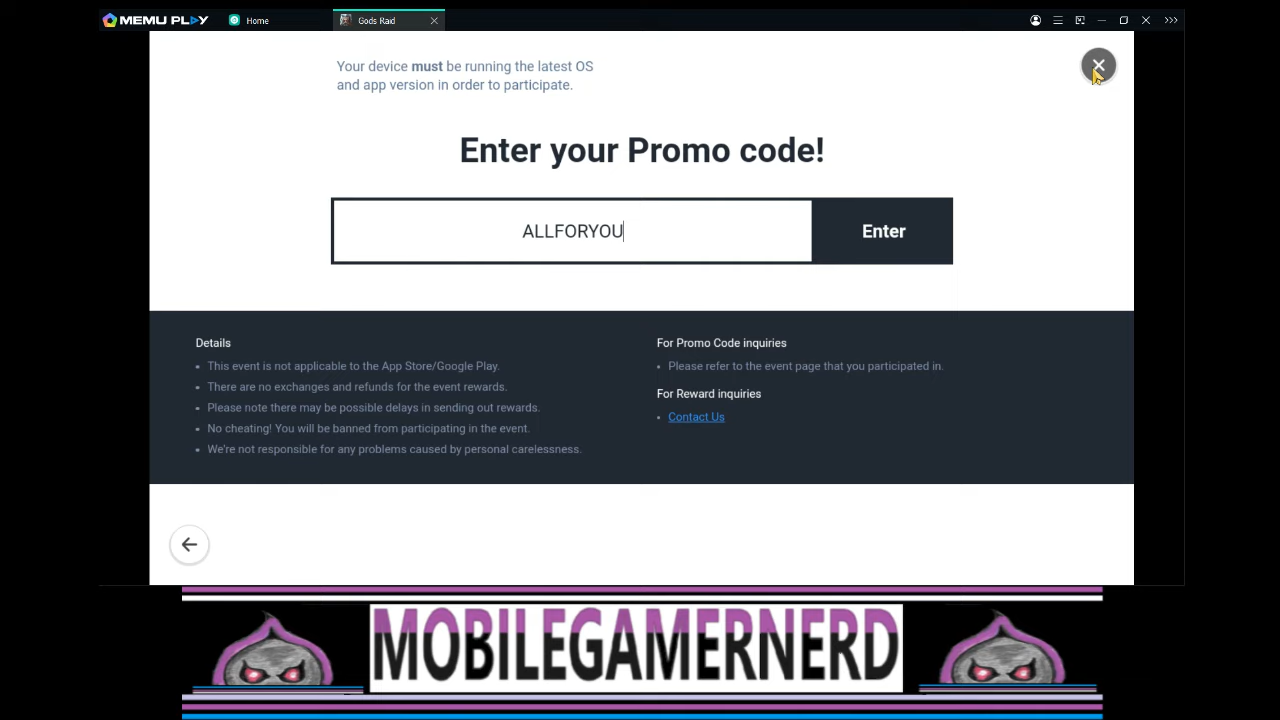 MEMU PLAY
Home
Gods Raid
Your device must be running the latest OS
and app version in order to participate.
Enter your Promo code!
ALLFORYOU
Enter
Details
• This event is not applicable to the App Store/Google Play.
• There are no exchanges and refunds for the event rewards.
• Please note there may be possible delays in sending out rewards.
• No cheating! You will be banned from participating in the event.
• We're not responsible for any problems caused by personal carelessness.
For Promo Code inquiries
• Please refer to the event page that you participated in.
For Reward inquiries
• Contact Us
MOBILEGAMERNERD